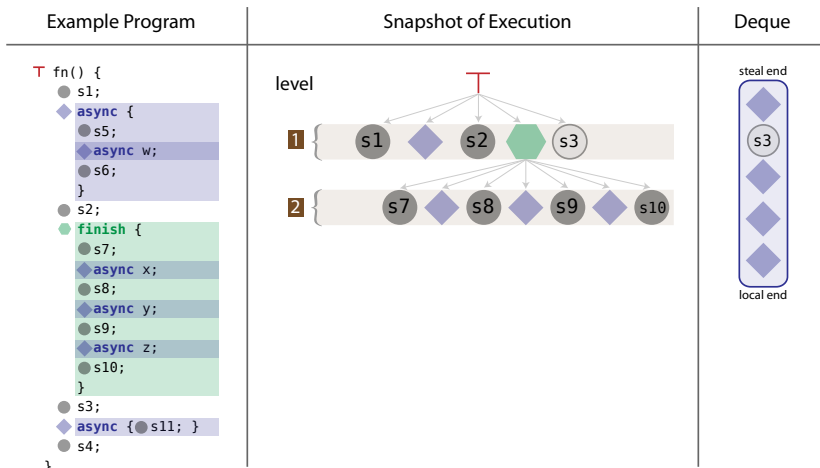 Example Program
Snapshot of Execution
Deque
fn() {
s1;
async {
s5;
async w;
s6;
}
s2;
finish {
s7;
async x;
s8;
async y;
s9;
async z;
s10;
}
s3;
async { s11; }
s4;
}
level
1 { s1 s2 s3
2 { s7 s8 s9 s10
steal end
s3
local end